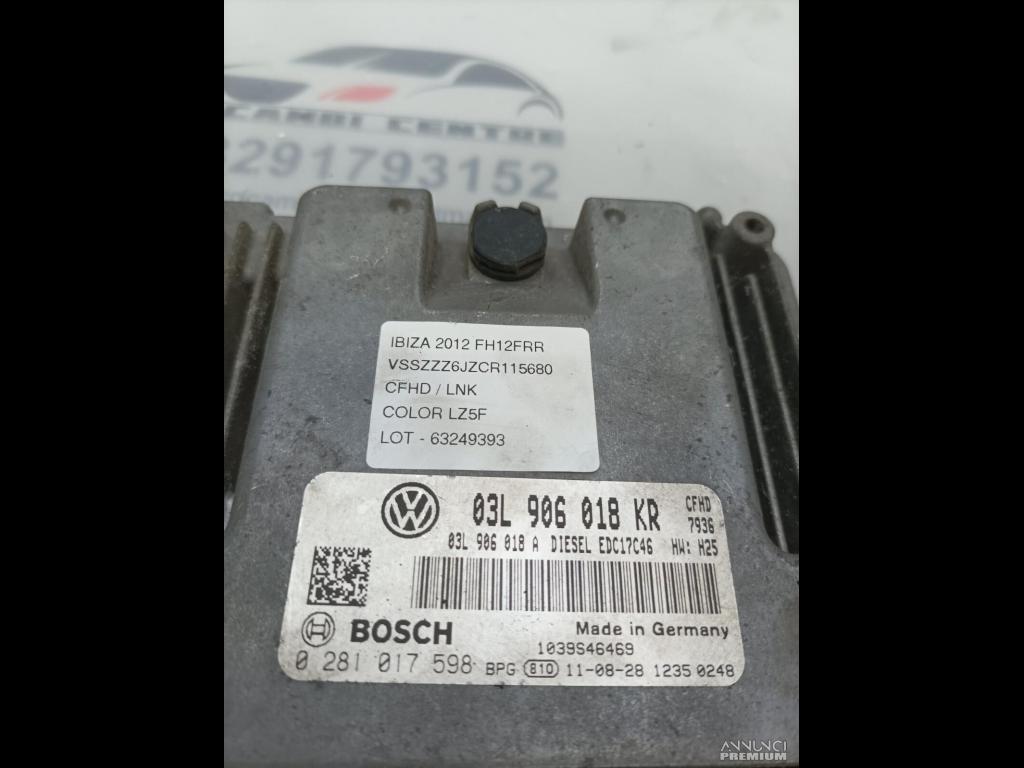 CAMBI CENTRE
3291793152
IBIZA 2012 FH12FRR
VSSZZZ6JZCR115680
CFHD / LNK
COLOR LZ5F
LOT - 63249393
03L 906 018 KR
CFHD
7936
03L 906 018 A DIESEL EDC17C46 HW: H25
BOSCH
Made in Germany
1039S46469
0 281 017 598 BPG 810 11-08-28 1235 0248
ANNUNCI
PREMIUM